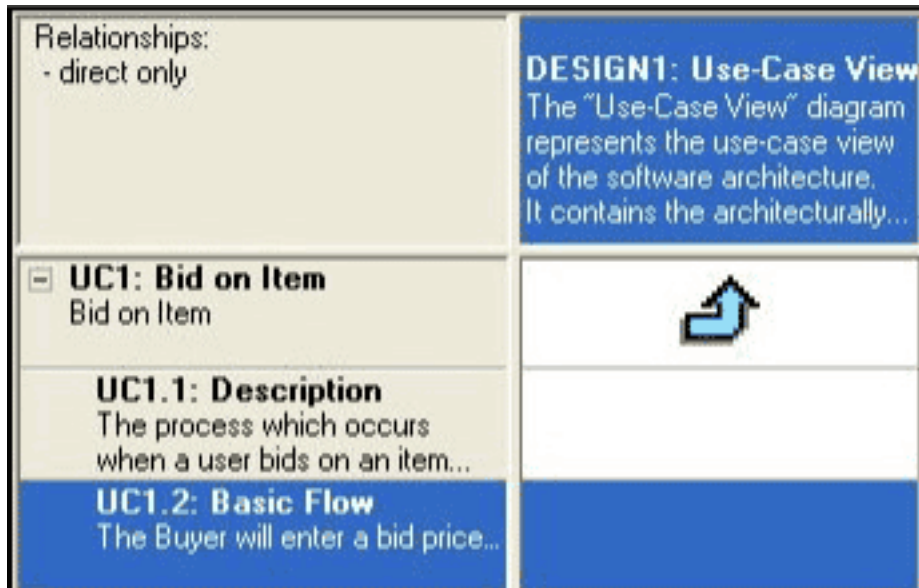 Relationships:
- direct only
DESIGN1: Use-Case View
The "Use-Case View" diagram
represents the use-case view
of the software architecture.
It contains the architecturally...
UC1: Bid on Item
Bid on Item
UC1.1: Description
The process which occurs
when a user bids on an item...
UC1.2: Basic Flow
The Buyer will enter a bid price...